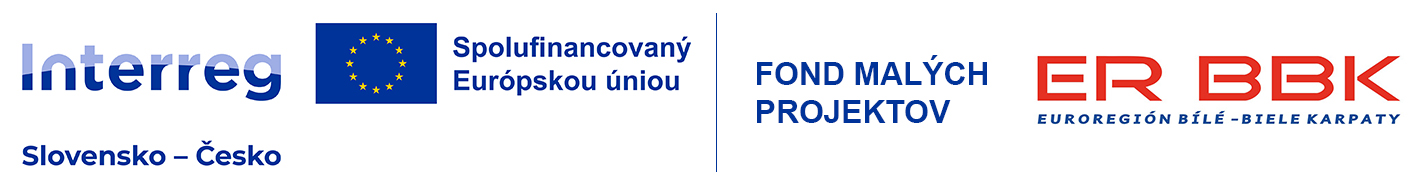 Interreg
Spolufinancovaný
Európskou úniou
Slovensko – Česko
FOND MALÝCH
PROJEKTOV
ER BBK
EUROREGIÓN BÍLÉ – BIELE KARPATY